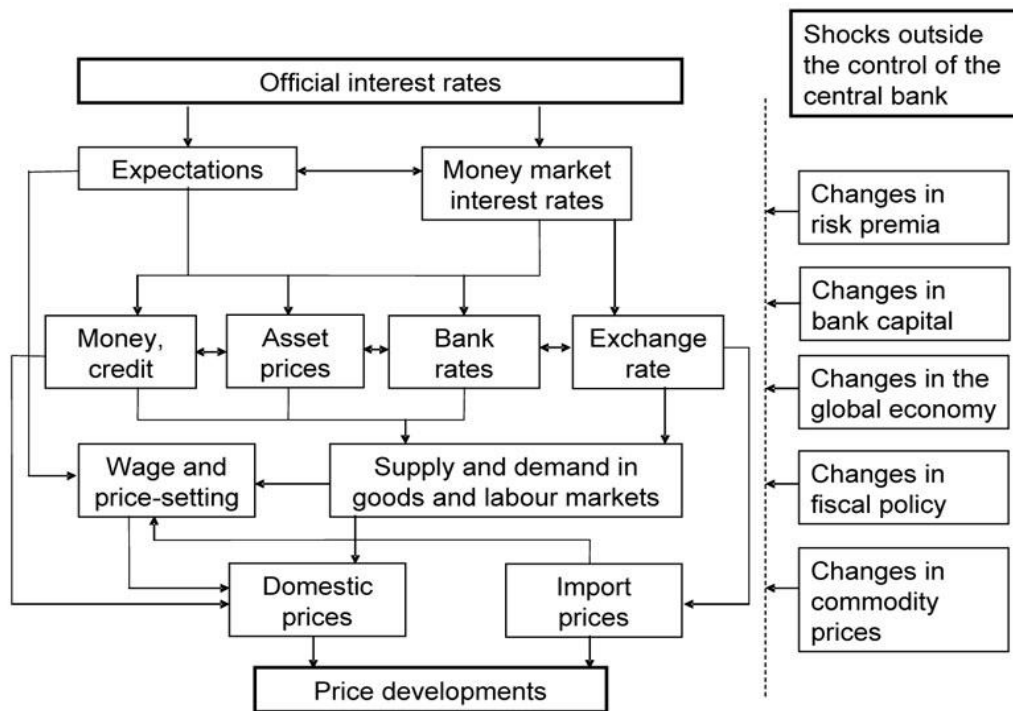 Shocks outside
the control of the
central bank
Official interest rates
Expectations
Money market
interest rates
Changes in
risk premia
Money,
credit
Asset
prices
Bank
rates
Exchange
rate
Changes in
bank capital
Changes in the
global economy
Wage and
price-setting
Supply and demand in
goods and labour markets
Changes in
fiscal policy
Domestic
prices
Import
prices
Changes in
commodity
prices
Price developments